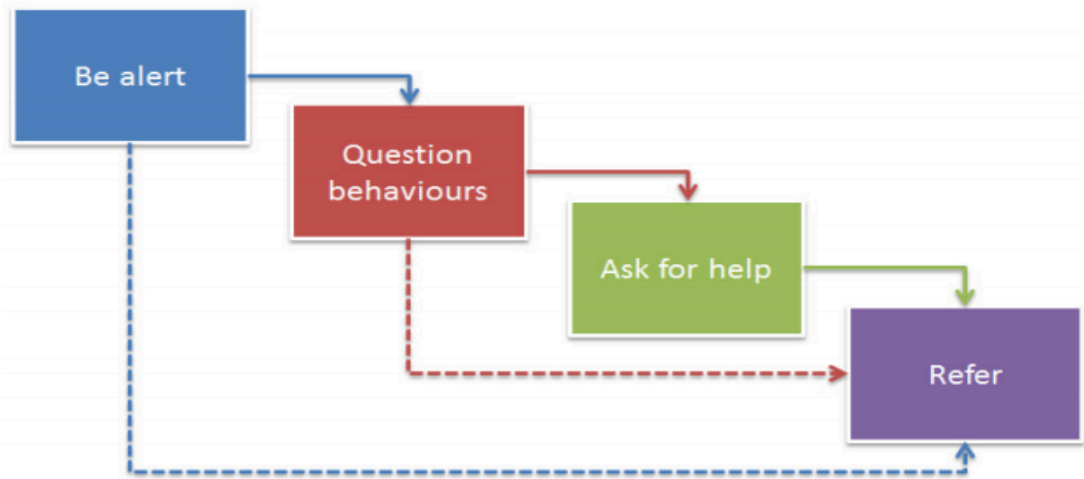 Be alert
Question
behaviours
Ask for help
Refer